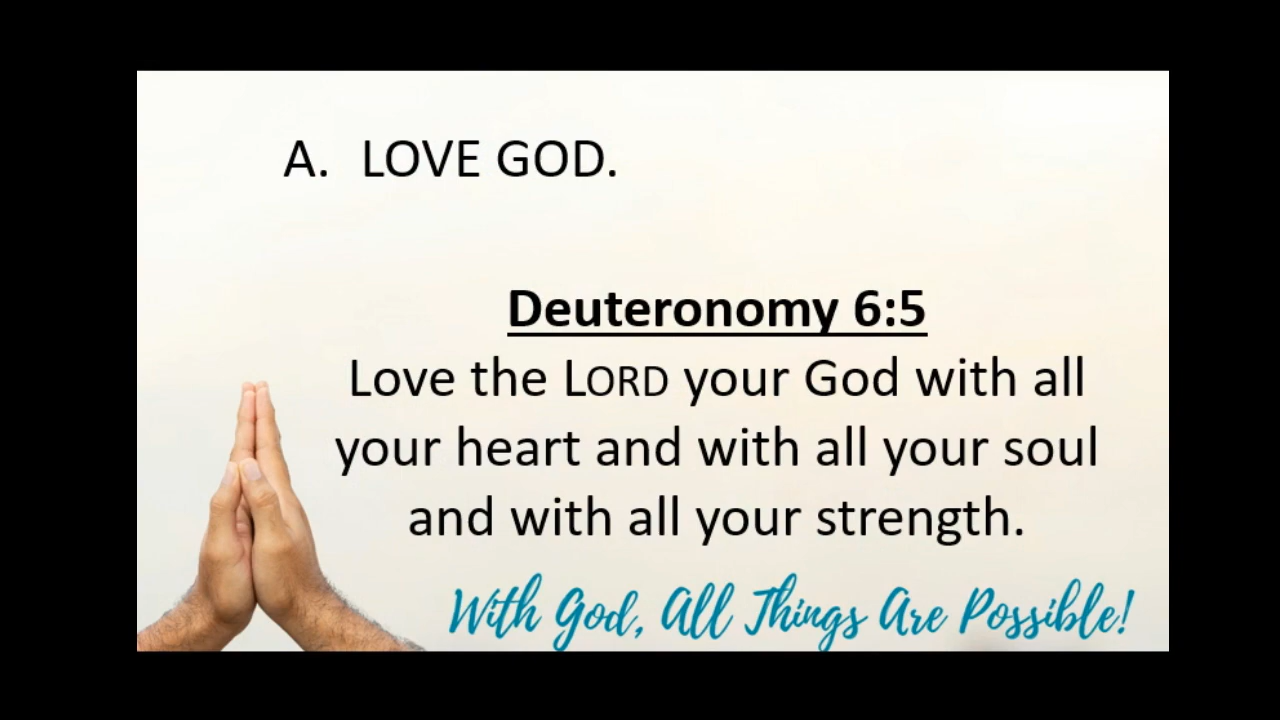 A. LOVE GOD.
Deuteronomy 6:5
Love the LORD your God with all
your heart and with all your soul
and with all your strength.
With God, All Things Are Possible!